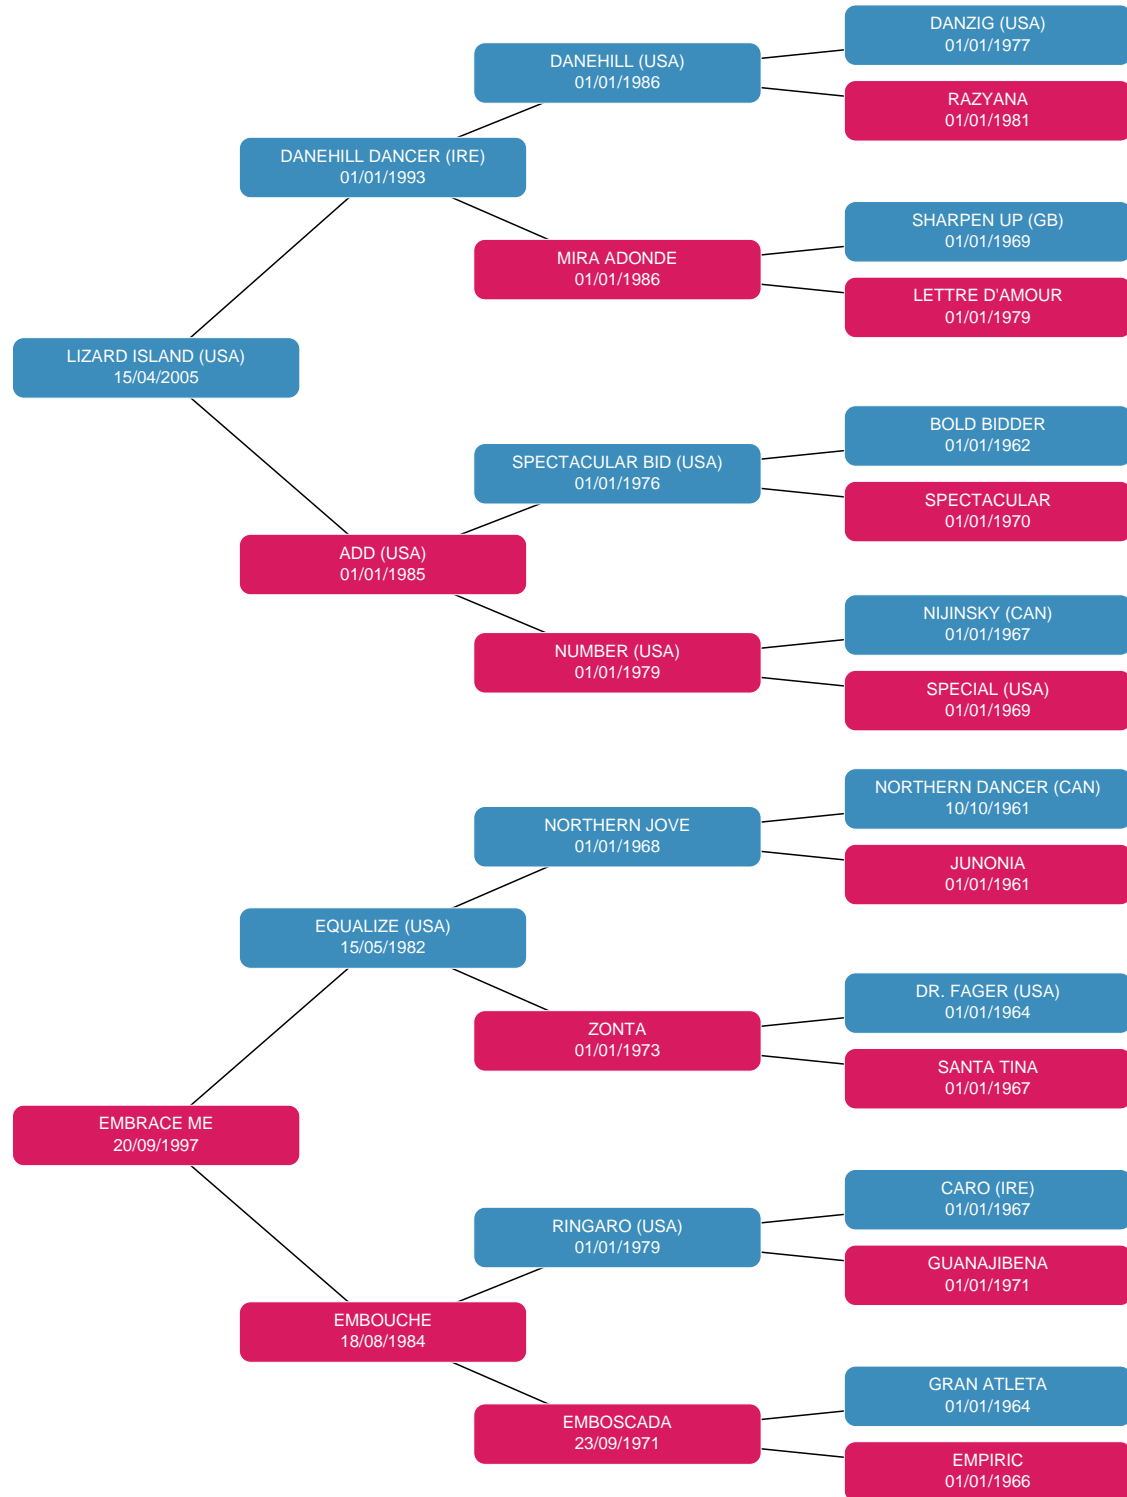 DANZIG (USA)
01/01/1977
DANEHILL (USA)
01/01/1986
RAZYANA
01/01/1981
DANEHILL DANCER (IRE)
01/01/1993
SHARPEN UP (GB)
01/01/1969
MIRA ADONDE
01/01/1986
LETTRE D'AMOUR
01/01/1979
LIZARD ISLAND (USA)
15/04/2005
BOLD BIDDER
01/01/1962
SPECTACULAR BID (USA)
01/01/1976
SPECTACULAR
01/01/1970
ADD (USA)
01/01/1985
NIJINSKY (CAN)
01/01/1967
NUMBER (USA)
01/01/1979
SPECIAL (USA)
01/01/1969
NORTHERN DANCER (CAN)
10/10/1961
NORTHERN JOVE
01/01/1968
JUNONIA
01/01/1961
EQUALIZE (USA)
15/05/1982
DR. FAGER (USA)
01/01/1964
ZONTA
01/01/1973
SANTA TINA
01/01/1967
EMBRACE ME
20/09/1997
CARO (IRE)
01/01/1967
RINGARO (USA)
01/01/1979
GUANAJIBENA
01/01/1971
EMBOUCHE
18/08/1984
GRAN ATLETA
01/01/1964
EMBOSCADA
23/09/1971
EMPIRIC
01/01/1966